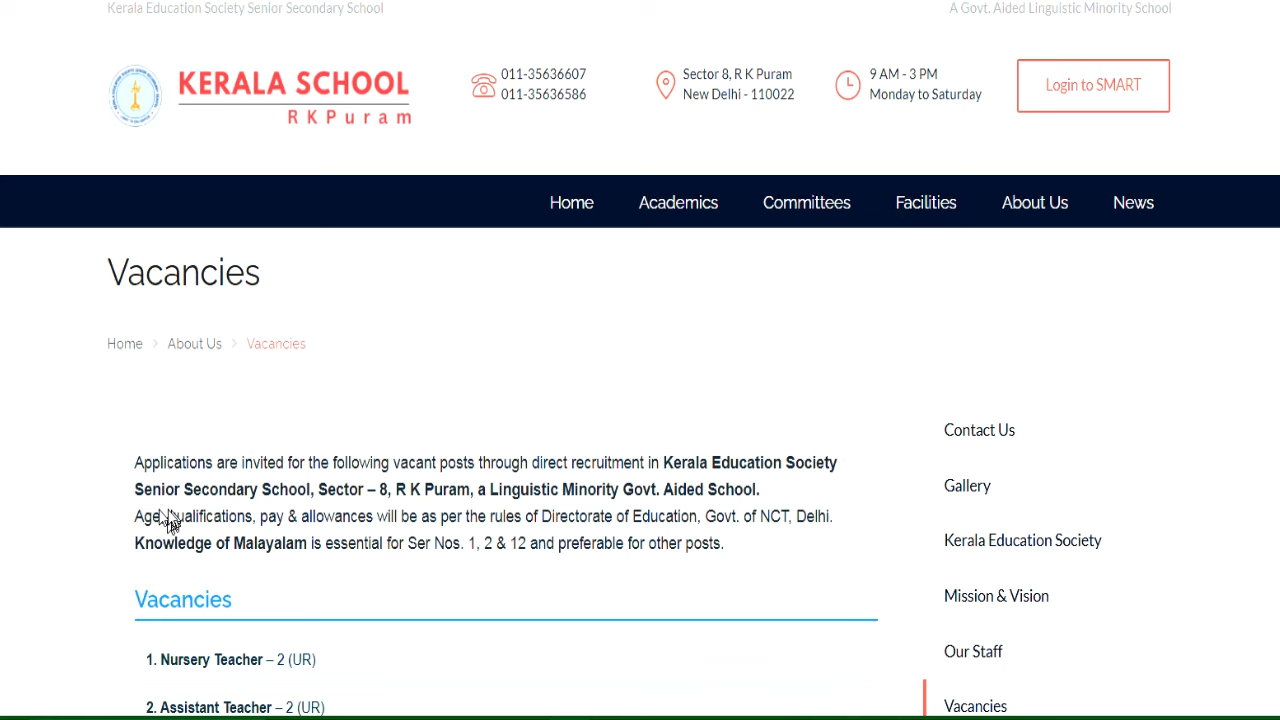 Kerala Education Society Senior Secondary School
A Govt. Aided Linguistic Minority School
KERALA SCHOOL
RKPuram
011-35636607
011-35636586
Sector 8, R K Puram
New Delhi - 110022
9 AM - 3 PM
Monday to Saturday
Login to SMART
Home Academics Committees Facilities About Us News
Vacancies
Home > About Us > Vacancies
Applications are invited for the following vacant posts through direct recruitment in Kerala Education Society
Senior Secondary School, Sector – 8, R K Puram, a Linguistic Minority Govt. Aided School.
Age, qualifications, pay & allowances will be as per the rules of Directorate of Education, Govt. of NCT, Delhi.
Knowledge of Malayalam is essential for Ser Nos. 1, 2 & 12 and preferable for other posts.
Vacancies
1. Nursery Teacher – 2 (UR)
2. Assistant Teacher – 2 (UR)
Contact Us
Gallery
Kerala Education Society
Mission & Vision
Our Staff
Vacancies